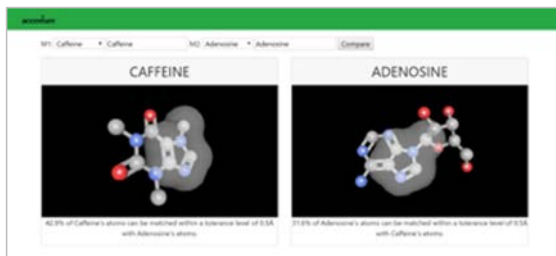 accenture
M1: Caffeine Caffeine M2: Adenosine Adenosine Compare
CAFFEINE
ADENOSINE
42.9% of Caffeine's atoms can be matched within a tolerance level of 0.5Å
with Adenosine's atoms
31.6% of Adenosine's atoms can be matched within a tolerance level of 0.5Å
with Caffeine's atoms